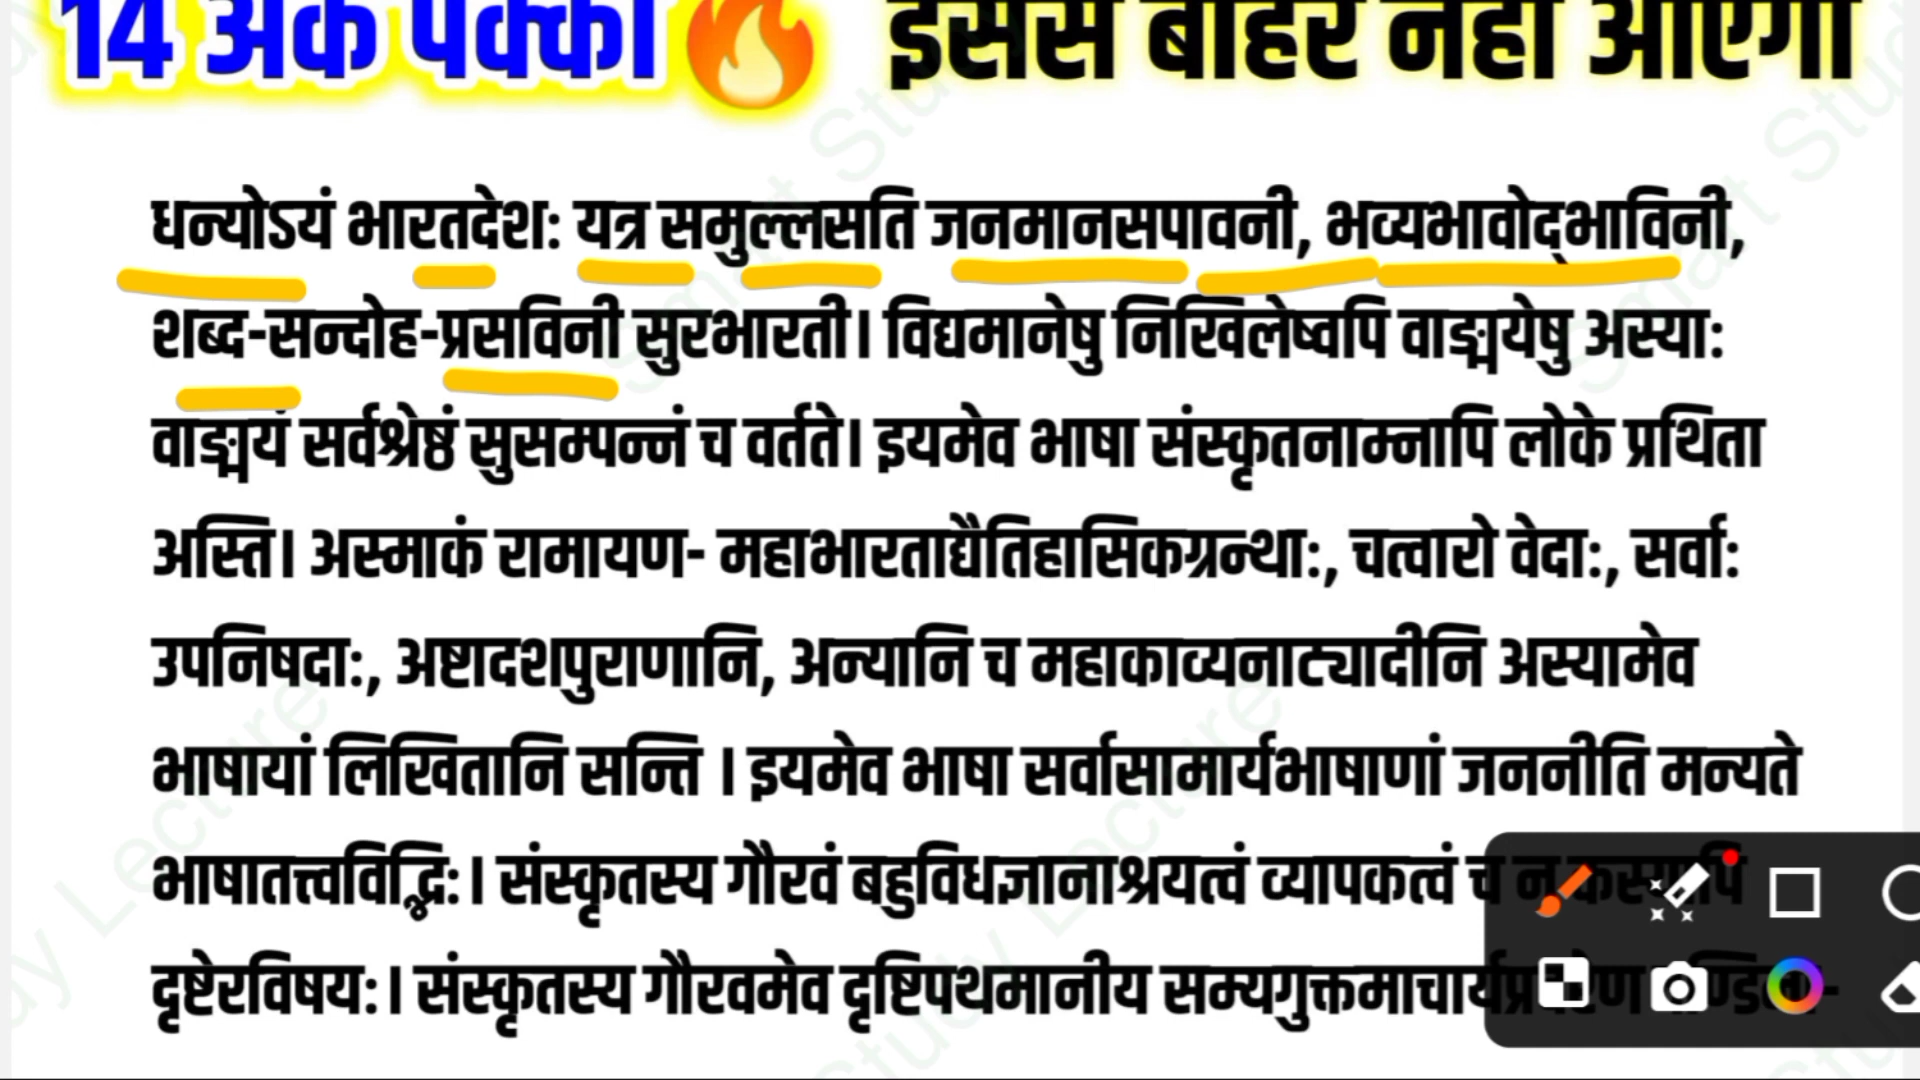 14 अंक पक्का🔥 इससे बाहर नहीं आएगा
धन्योऽयं भारतदेशः यत्र समुल्लसति जनमानसपावनी, भव्यभावोद्भाविनी,
शब्द-सन्दोह-प्रसविनी सुरभारती। विद्यमानेषु निखिलेष्वपि वाङ्मयेषु अस्याः
वाङ्मयं सर्वश्रेष्ठं सुसम्पन्नं च वर्तते। इयमेव भाषा संस्कृतनाम्नापि लोके प्रथिता
अस्ति। अस्माकं रामायण- महाभारताद्यैतिहासिकग्रन्थाः, चत्वारो वेदाः, सर्वाः
उपनिषदाः, अष्टादशपुराणानि, अन्यानि च महाकाव्यनाट्यादीनि अस्यामेव
भाषायां लिखितानि सन्ति । इयमेव भाषा सर्वासामार्यभाषाणां जननीति मन्यते
भाषातत्त्वविद्भिः। संस्कृतस्य गौरवं बहुविधज्ञानाश्रयत्वं व्यापकत्वं च न कस्यापि
दृष्टेरविषयः। संस्कृतस्य गौरवमेव दृष्टिपथमानीय सम्यगुक्तमाचार्य
Smart Study Lecture